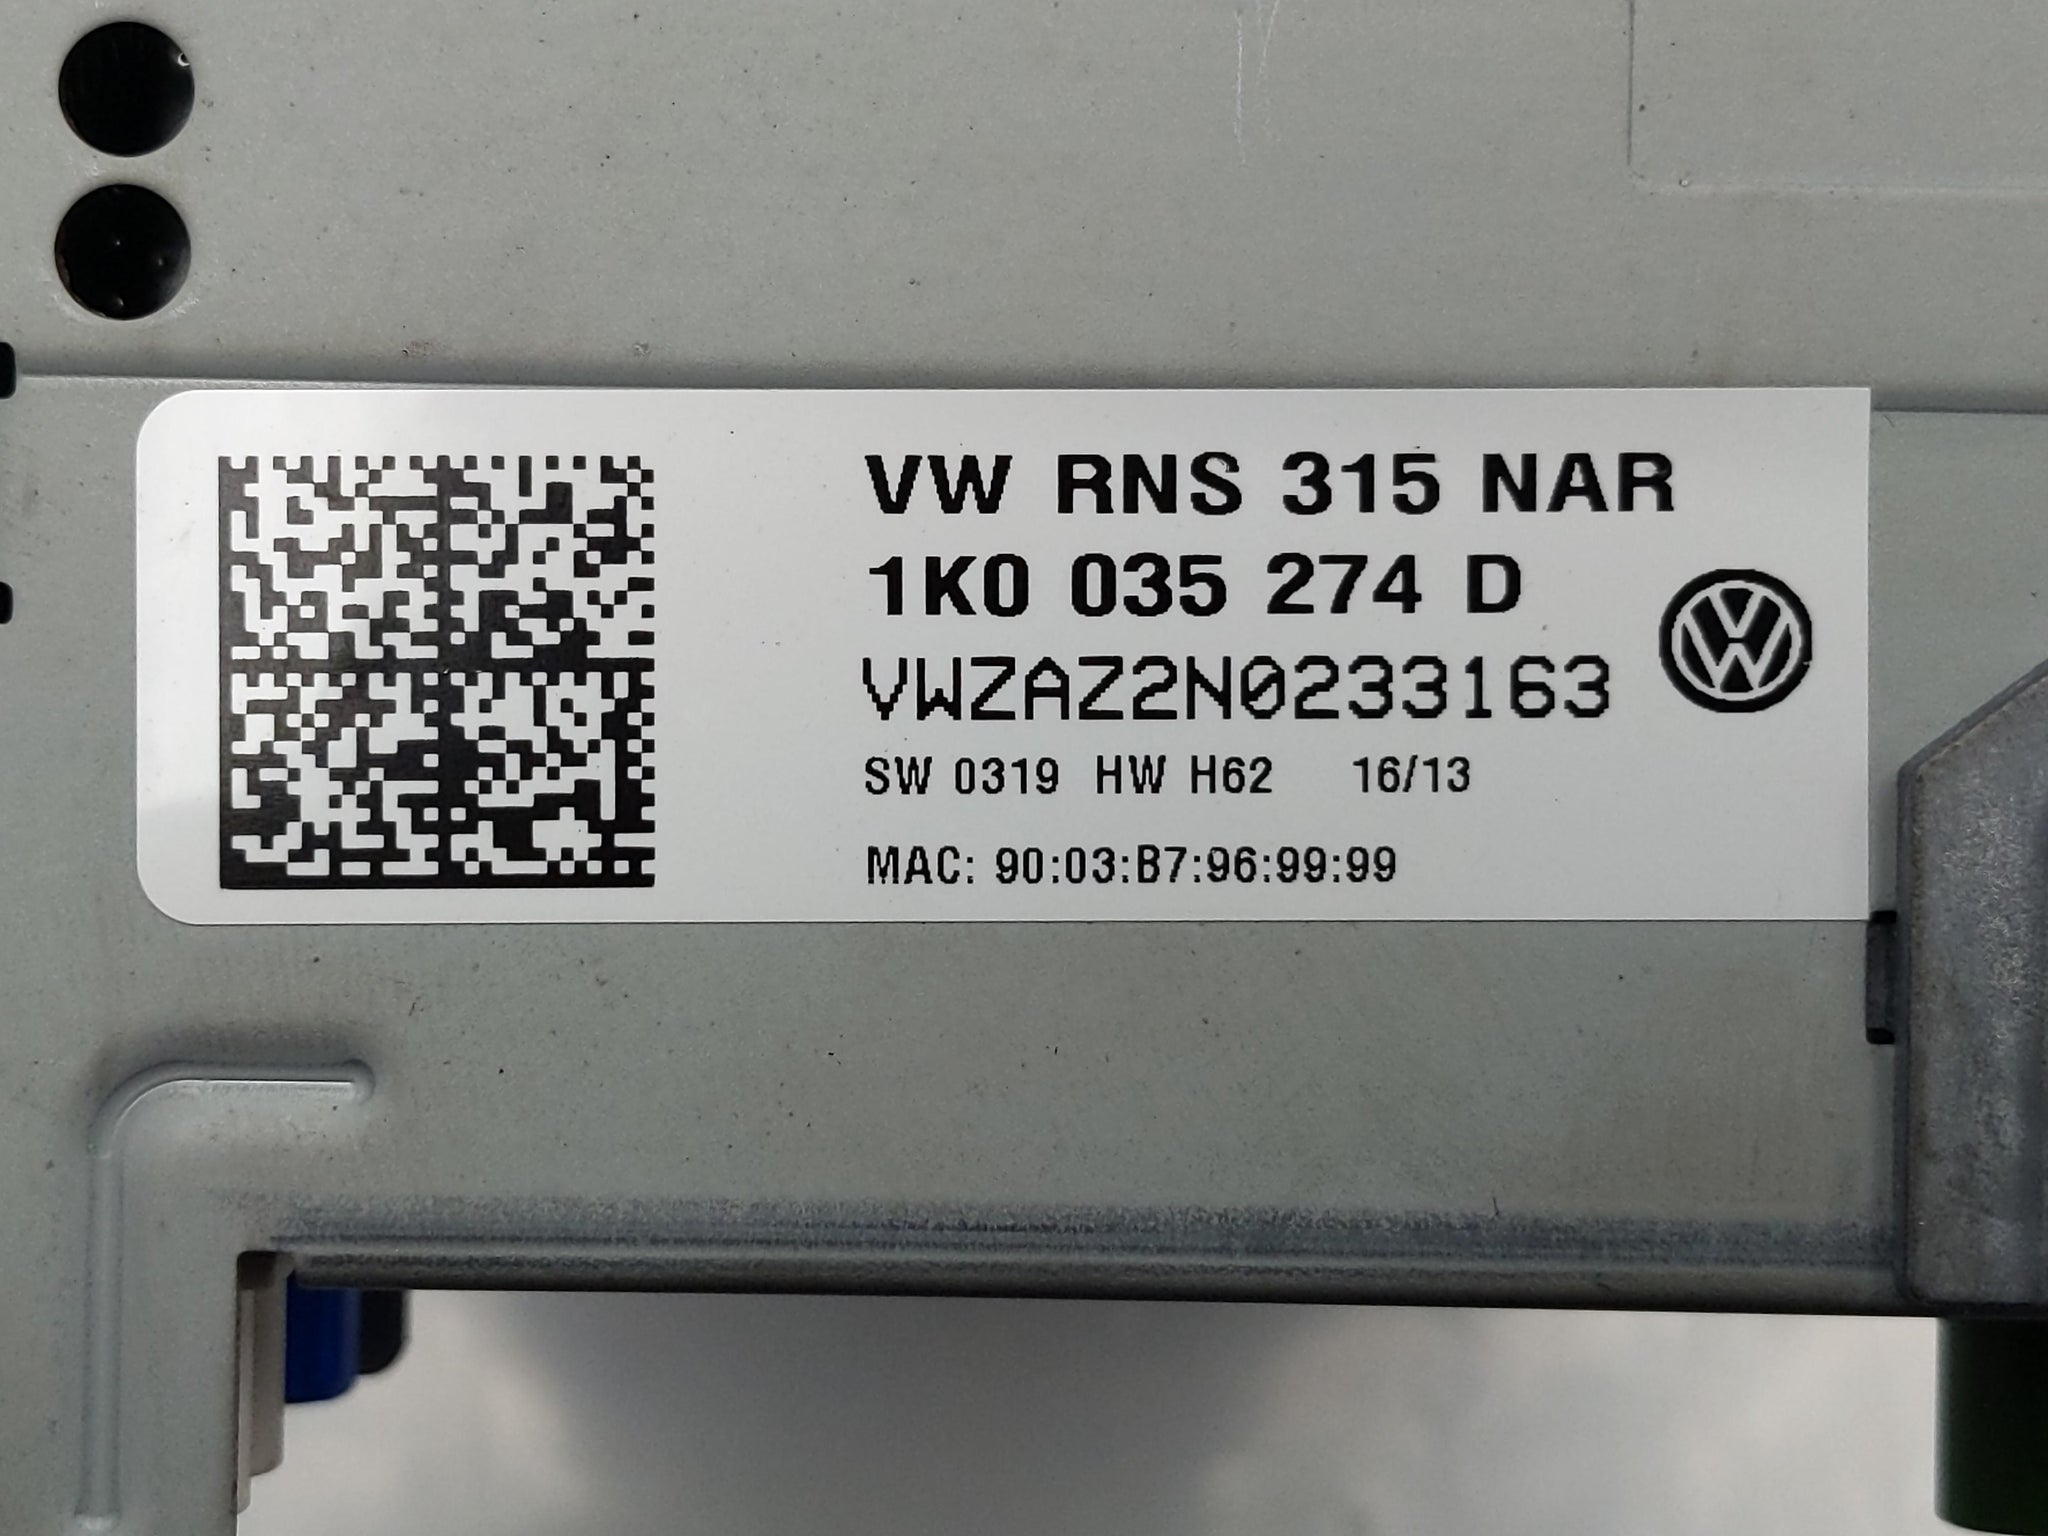 VW RNS 315 NAR
1K0 035 274 D
VWZAZ2N0233163
SW 0319 HW H62 16/13
MAC: 90:03:B7:96:99:99